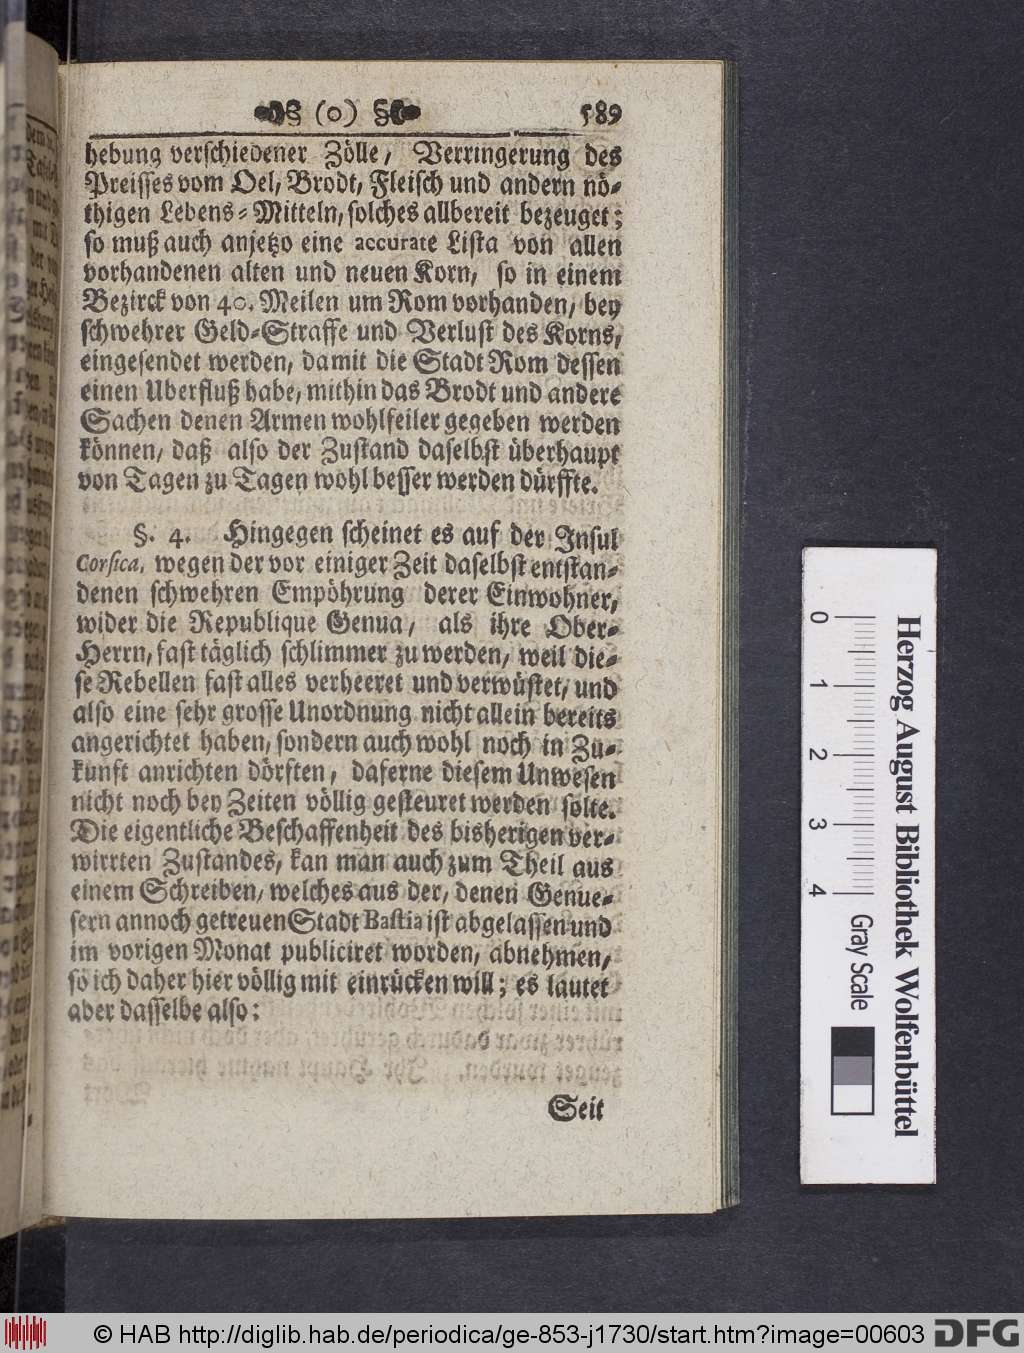 § (o) § 589
hebung verschiedener Zölle, Verringerung des
Preisses vom Oel, Brodt, Fleisch und andern nö-
thigen Lebens-Mitteln, solches allbereit bezeuget;
so muß auch anjetzo eine accurate Lista von allen
vorhandenen alten und neuen Korn, so in einem
Bezirck von 40. Meilen um Rom vorhanden, bey
schwehrer Geld-Straffe und Verlust des Korns,
eingesendet werden, damit die Stadt Rom dessen
einen Uberfluß habe, mithin das Brodt und andere
Sachen denen Armen wohlfeiler gegeben werden
können, daß also der Zustand daselbst überhaupt
von Tagen zu Tagen wohl besser werden dürffte.
§. 4. Hingegen scheinet es auf der Insul
Corsica, wegen der vor einiger Zeit daselbst entstan-
denen schwehren Empöhrung derer Einwohner,
wider die Republique Genua, als ihre Ober-
Herrn, fast täglich schlimmer zu werden, weil die-
se Rebellen fast alles verheeret und verwüstet, und
also eine sehr grosse Unordnung nicht allein bereits
angerichtet haben, sondern auch wohl noch in Zu-
kunft anrichten dörften, daferne diesem Unwesen
nicht noch bey Zeiten völlig gesteuret werden solte.
Die eigentliche Beschaffenheit des bisherigen ver-
wirrten Zustandes, kan man auch zum Theil aus
einem Schreiben, welches aus der, denen Genue-
sern annoch getreuen Stadt Bastia ist abgelassen und
im vorigen Monat publiciret worden, abnehmen,
so ich daher hier völlig mit einrücken will; es lautet
aber dasselbe also:
Seit
Herzog August Bibliothek Wolfenbüttel
0 1 2 3 4 Gray Scale
© HAB http://diglib.hab.de/periodica/ge-853-j1730/start.htm?image=00603 DFG